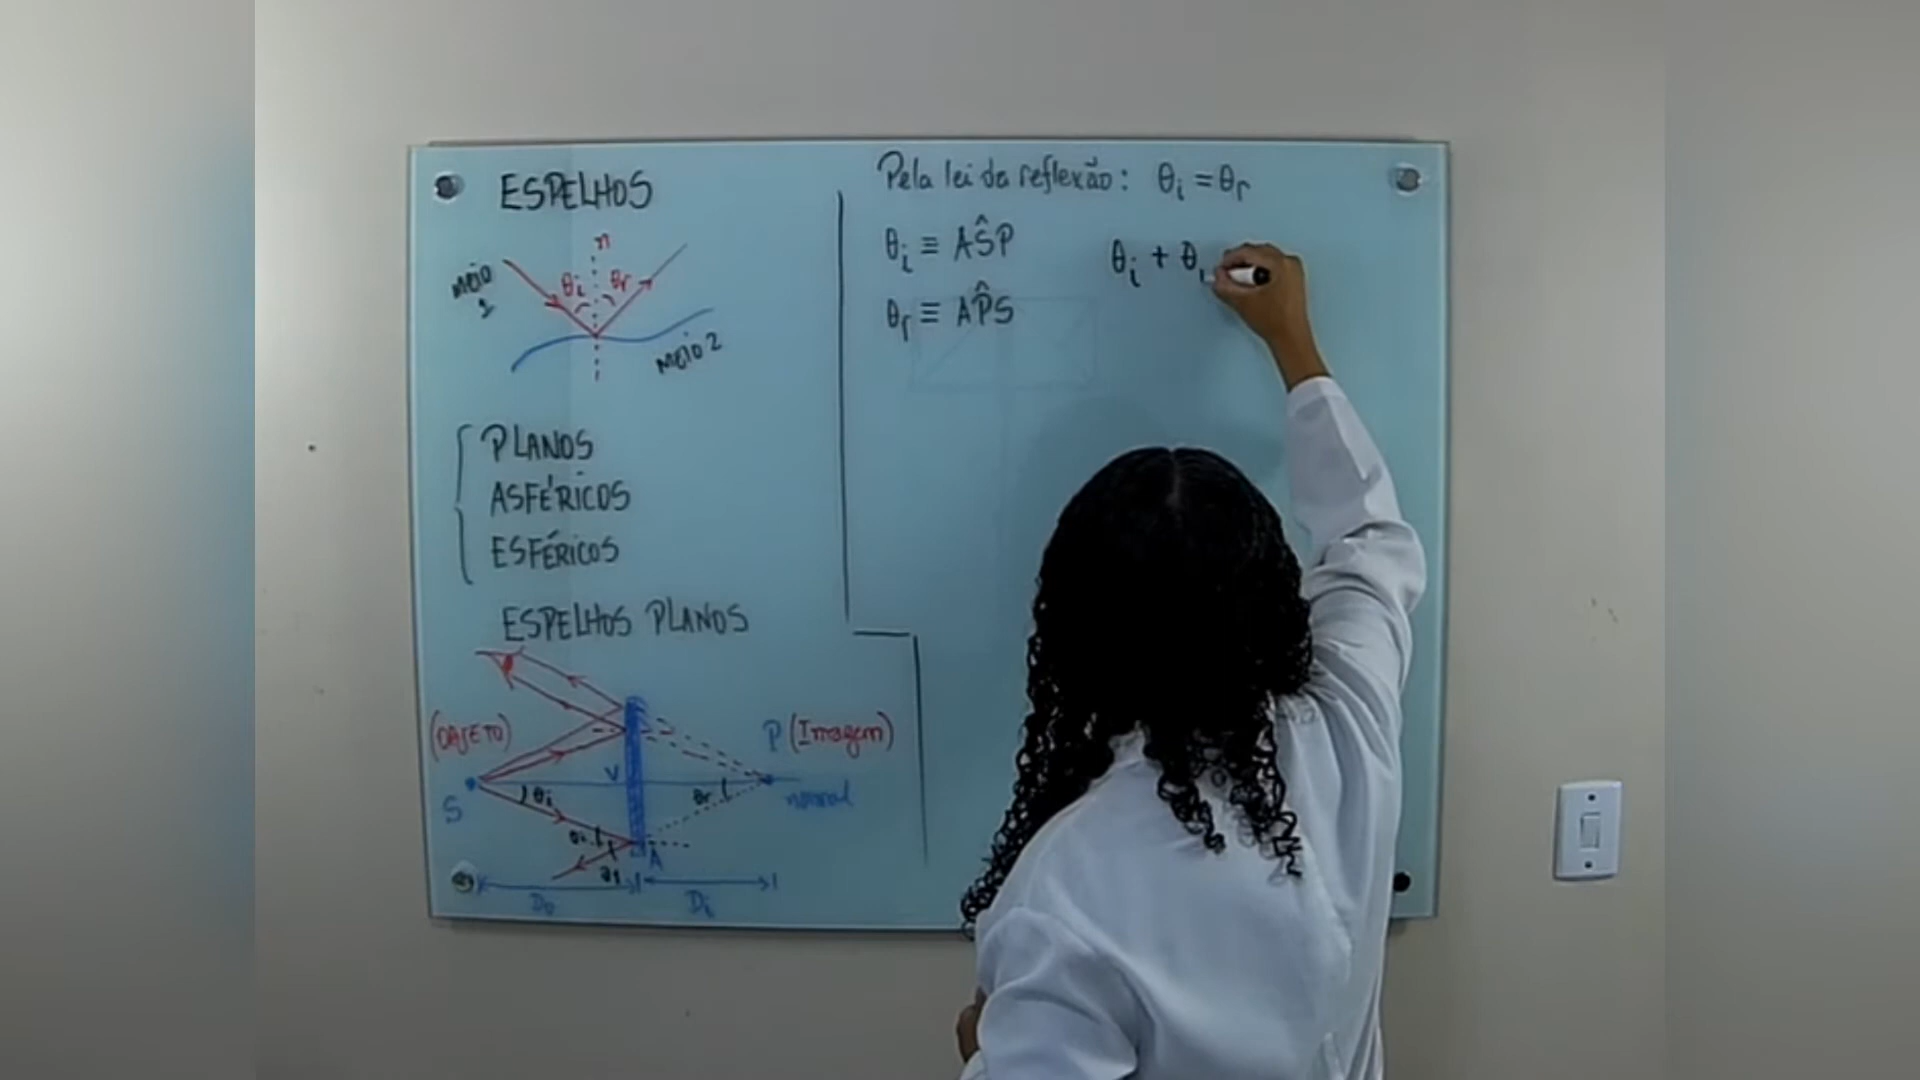 ESPELHOS
n
MEIO
1
θi θr
MEIO 2
PLANOS
ASFÉRICOS
ESFÉRICOS
ESPELHOS PLANOS
(OBJETO)
P (Imagem)
V
S
θi
θr
normal
θi
A
Do
Di
Pela lei da reflexão: θi = θr
θi ≡ AŜP
θr ≡ AP̂S
θi + θ